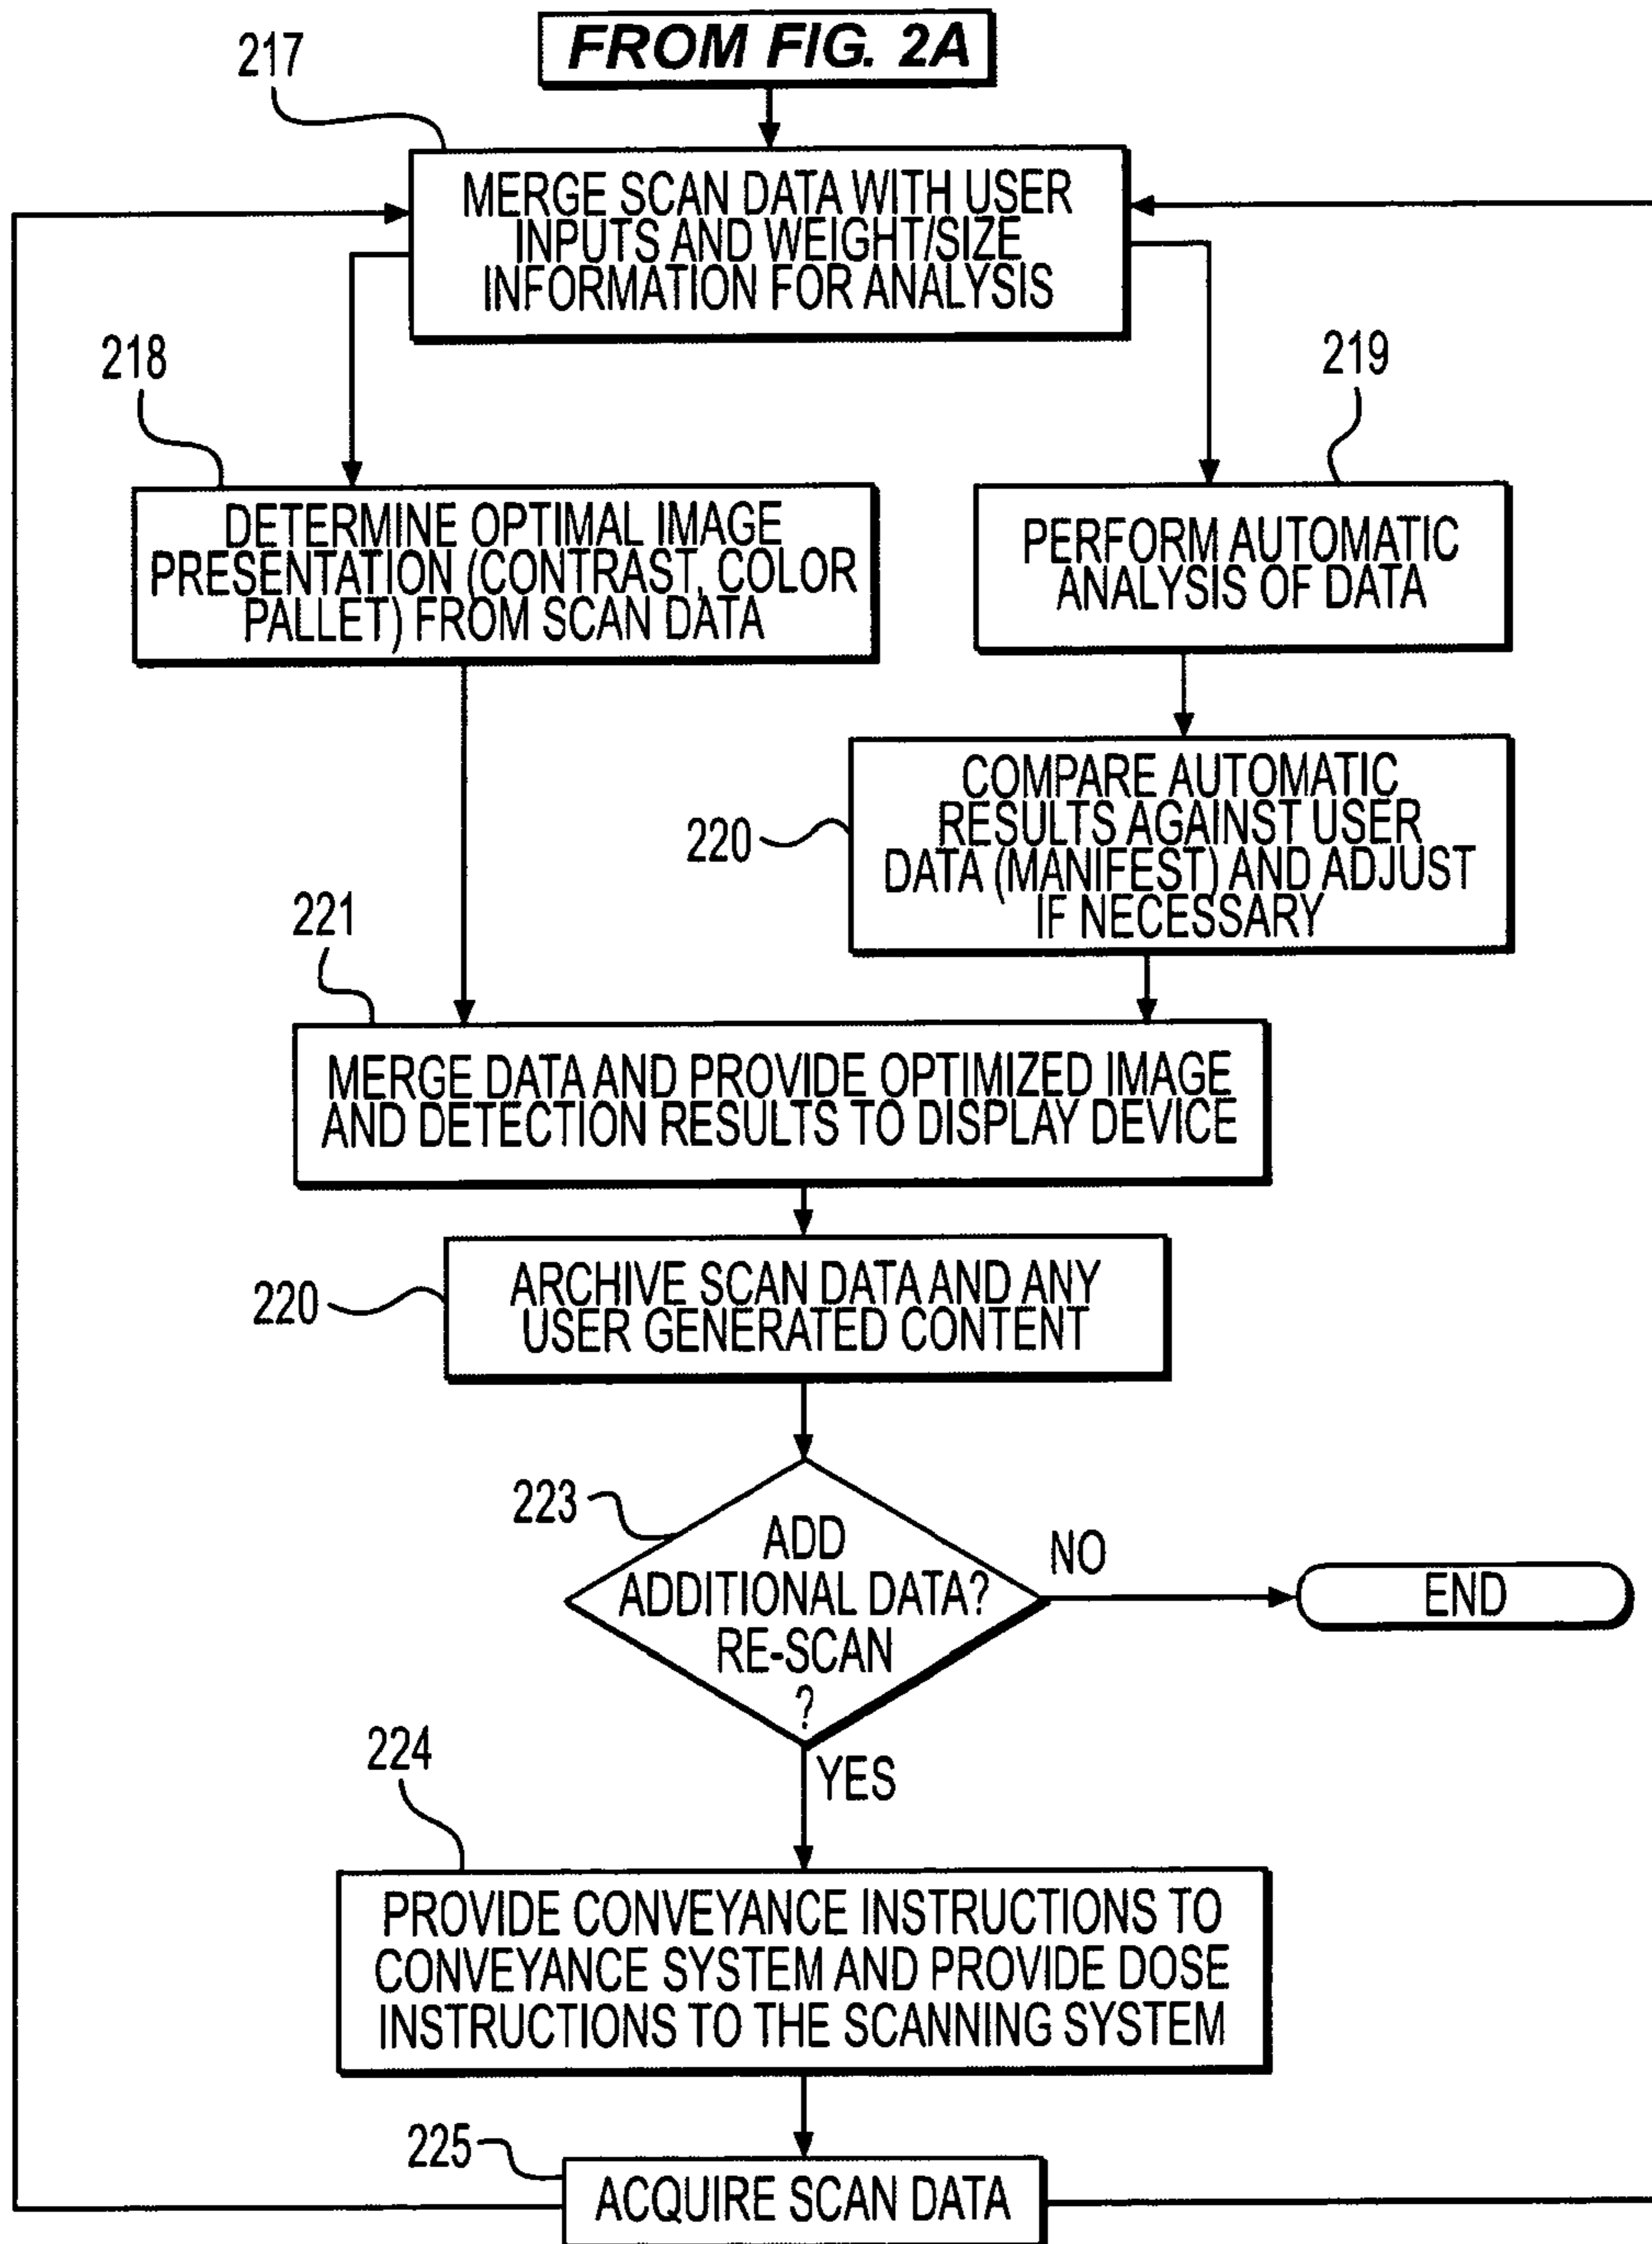 FROM FIG. 2A
217
MERGE SCAN DATA WITH USER
INPUTS AND WEIGHT/SIZE
INFORMATION FOR ANALYSIS
218
DETERMINE OPTIMAL IMAGE
PRESENTATION (CONTRAST, COLOR
PALLET) FROM SCAN DATA
219
PERFORM AUTOMATIC
ANALYSIS OF DATA
220
COMPARE AUTOMATIC
RESULTS AGAINST USER
DATA (MANIFEST) AND ADJUST
IF NECESSARY
221
MERGE DATA AND PROVIDE OPTIMIZED IMAGE
AND DETECTION RESULTS TO DISPLAY DEVICE
220
ARCHIVE SCAN DATA AND ANY
USER GENERATED CONTENT
223
ADD
ADDITIONAL DATA?
RE-SCAN
?
NO
END
YES
224
PROVIDE CONVEYANCE INSTRUCTIONS TO
CONVEYANCE SYSTEM AND PROVIDE DOSE
INSTRUCTIONS TO THE SCANNING SYSTEM
225
ACQUIRE SCAN DATA